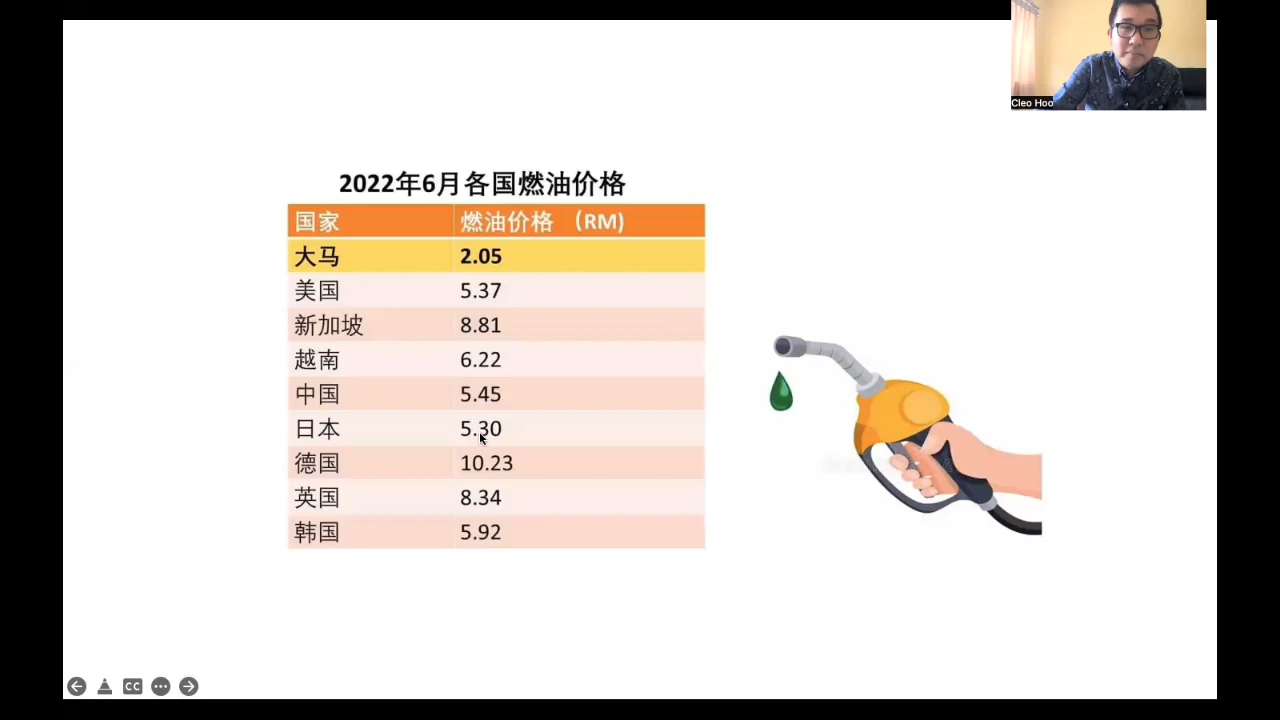 Cleo Hoo
2022年6月各国燃油价格
国家 燃油价格 （RM)
大马 2.05
美国 5.37
新加坡 8.81
越南 6.22
中国 5.45
日本 5.30
德国 10.23
英国 8.34
韩国 5.92
CC